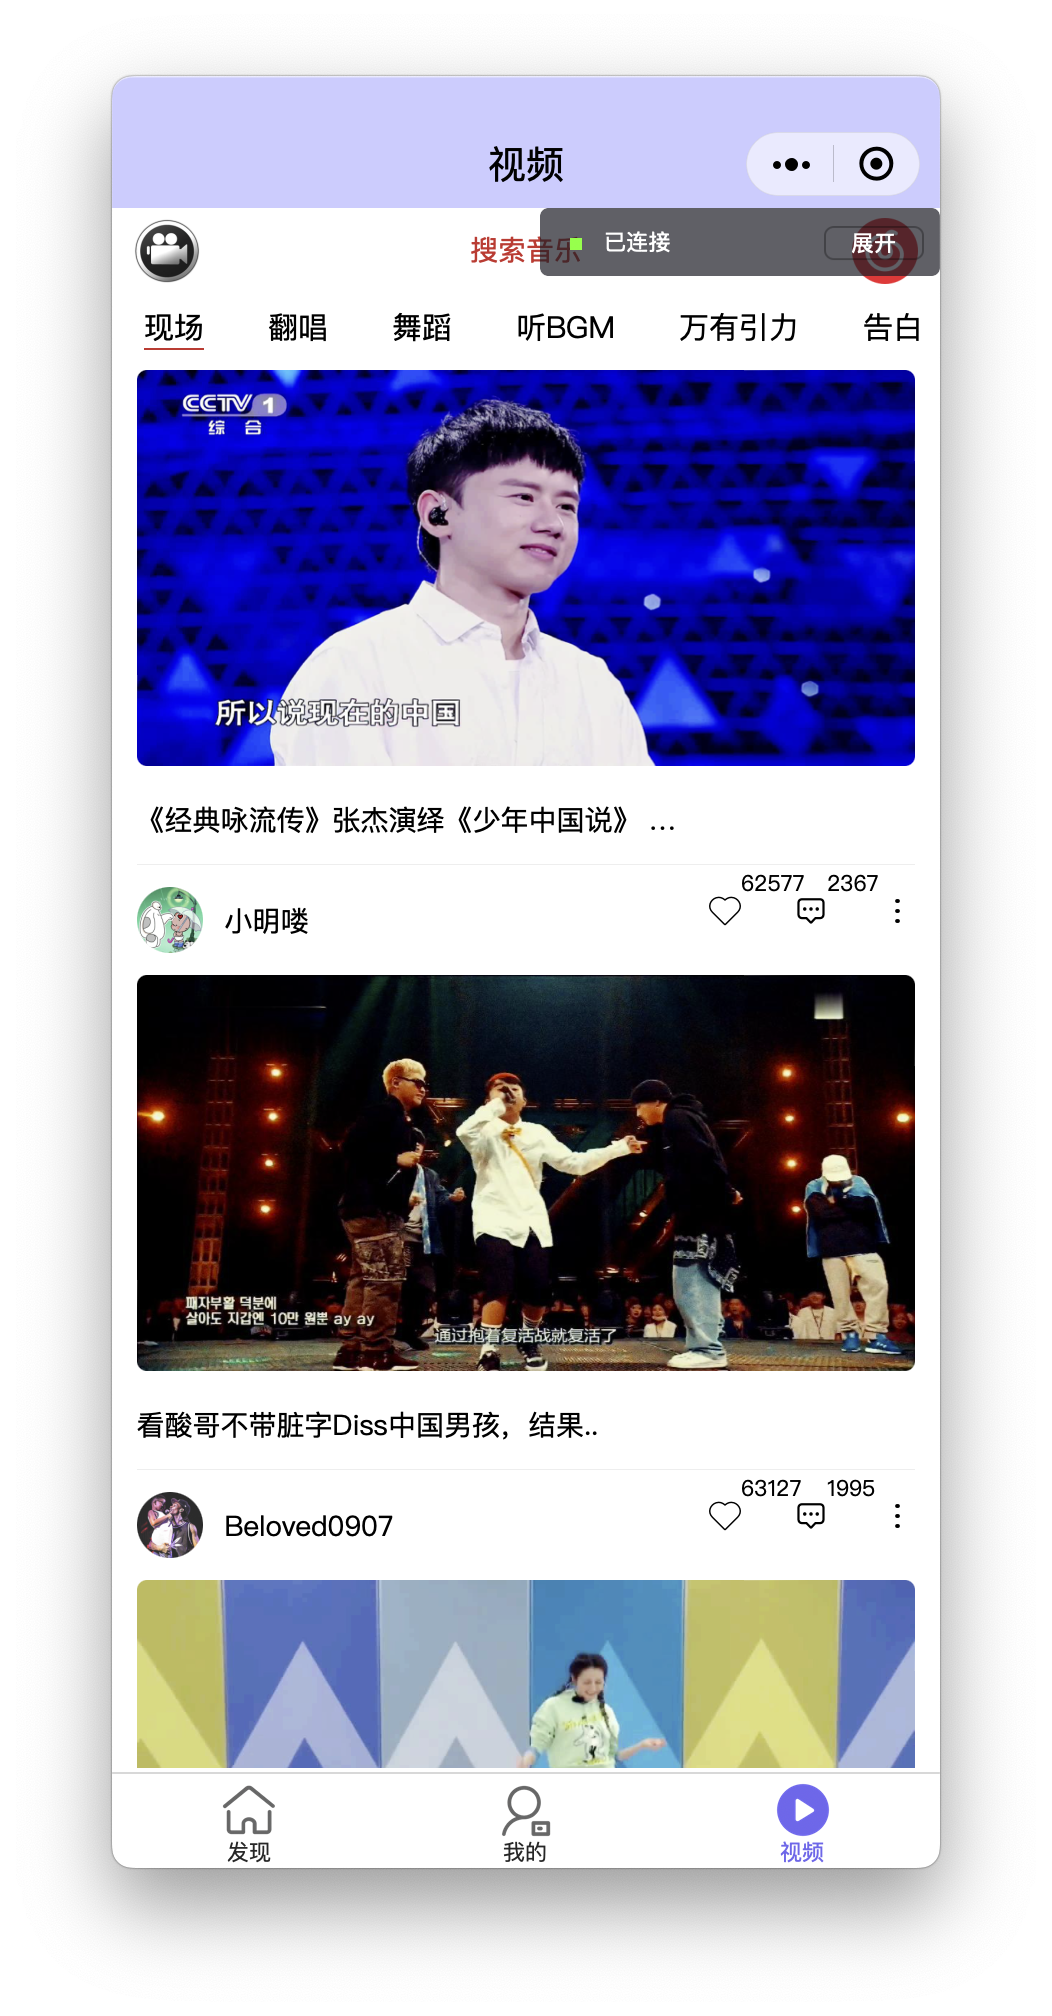 视频
搜索音乐
已连接
展开
现场 翻唱 舞蹈 听BGM 万有引力 告白
CCTV 1
综 合
所以说现在的中国
《经典咏流传》张杰演绎《少年中国说》 ...
小明喽
62577 2367
패자부활 덕분에
살아도 지갑엔 10만 원뿐 ay ay
通过抱着复活战就复活了
看酸哥不带脏字Diss中国男孩，结果..
Beloved0907
63127 1995
发现 我的 视频